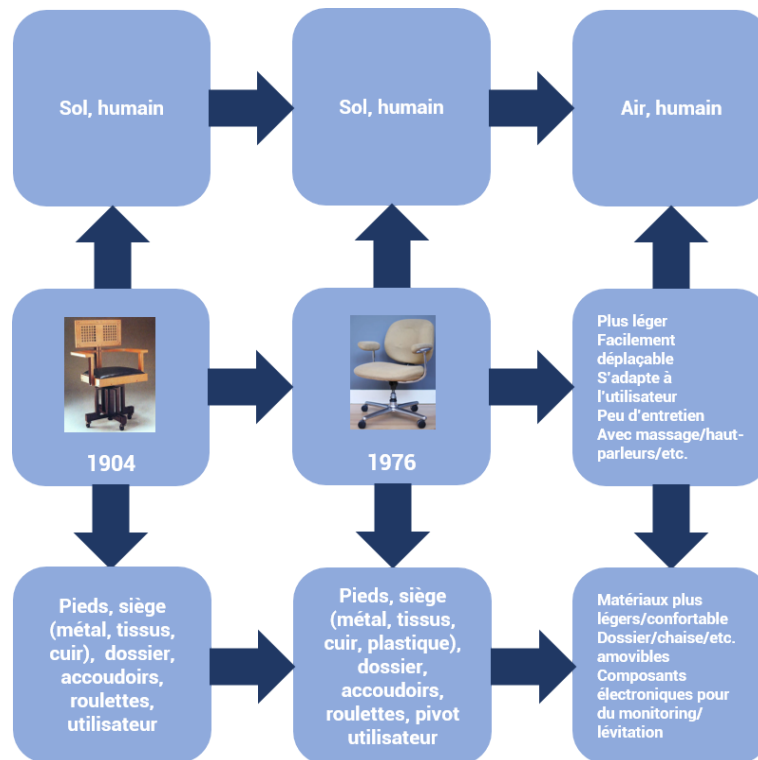 Sol, humain
Sol, humain
Air, humain
1904
1976
Plus léger
Facilement
déplaçable
S'adapte à
l'utilisateur
Peu d'entretien
Avec massage/haut-
parleurs/etc.
Pieds, siège
(métal, tissus,
cuir), dossier,
accoudoirs,
roulettes,
utilisateur
Pieds, siège
(métal, tissus,
cuir, plastique),
dossier,
accoudoirs,
roulettes, pivot
utilisateur
Matériaux plus
légers/confortable
Dossier/chaise/etc.
amovibles
Composants
électroniques pour
du monitoring/
lévitation